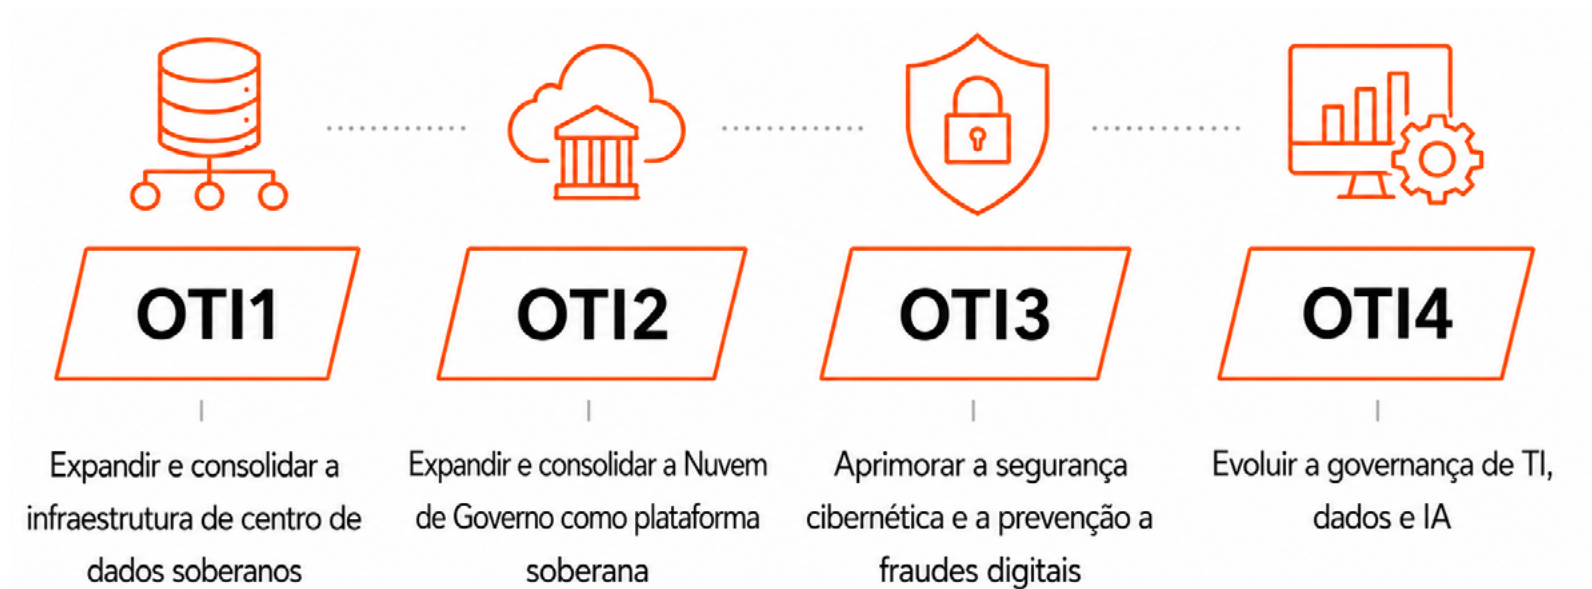 OTI1
Expandir e consolidar a
infraestrutura de centro de
dados soberanos
OTI2
Expandir e consolidar a Nuvem
de Governo como plataforma
soberana
OTI3
Aprimorar a segurança
cibernética e a prevenção a
fraudes digitais
OTI4
Evoluir a governança de TI,
dados e IA